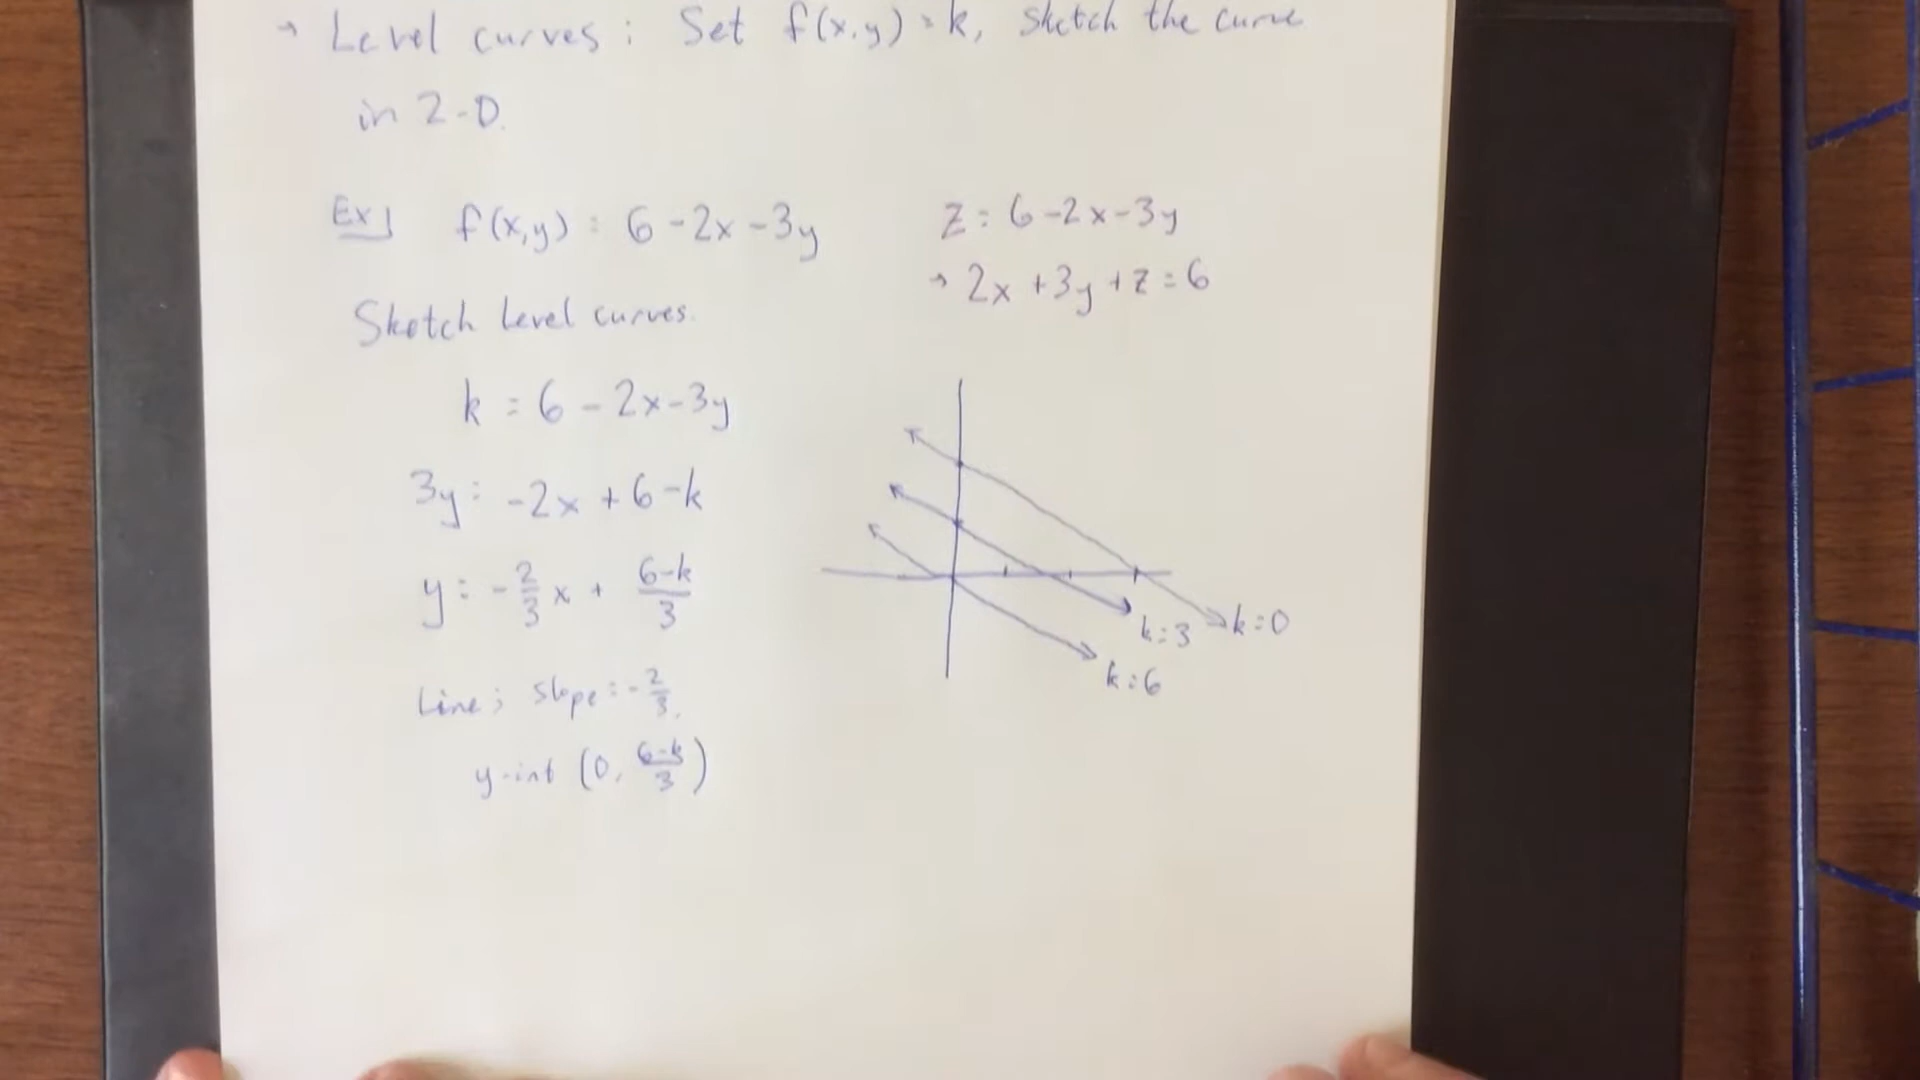 → Level curves: Set f(x,y) = k, sketch the curve
in 2-D.
Ex1 f(x,y) = 6-2x-3y
z = 6-2x-3y
→ 2x+3y+z=6
Sketch level curves.
k = 6-2x-3y
3y = -2x+6-k
y = -2/3 x + (6-k)/3
Line; slope = -2/3,
y-int (0, (6-k)/3)
k=0
k=3
k=6